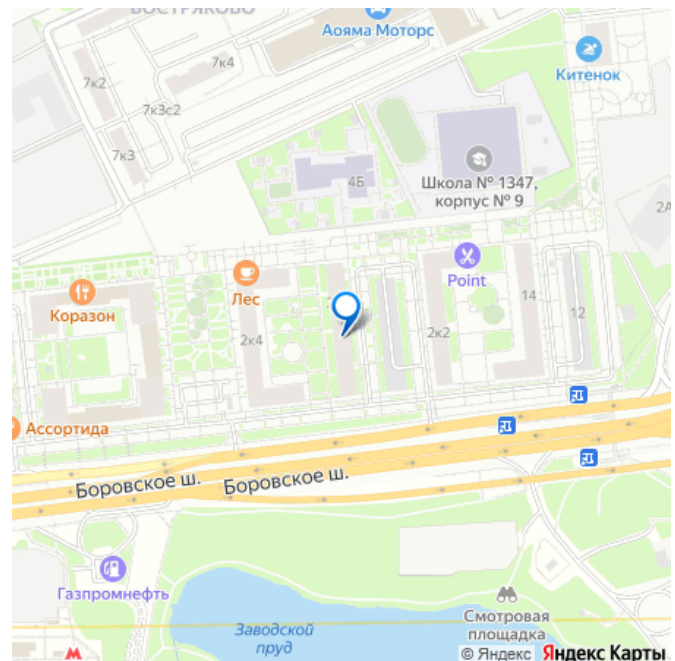 ВОСТРЯКОВО
Аояма Моторс
7к4
Китенок
7к2
7к3с2
7к3
4Б
Школа № 1347,
корпус № 9
2А
Point
Лес
Коразон
14
12
2к4
2к2
Ассортида
Боровское ш.
Боровское ш.
Газпромнефть
Смотровая
площадка
Заводской
пруд
М
© Яндекс Яндекс Карты